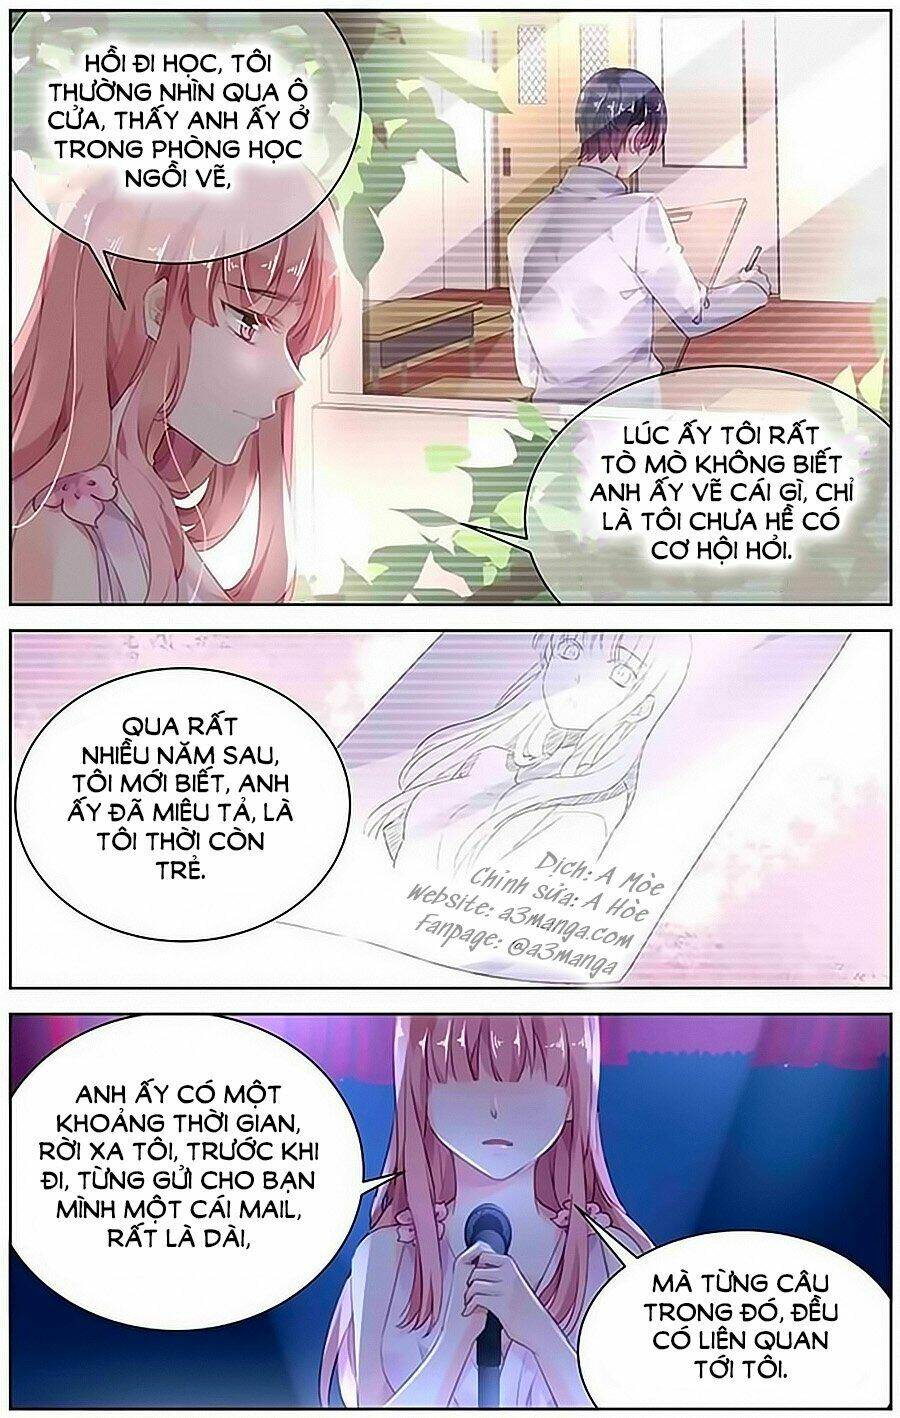 HỒI ĐI HỌC, TÔI
THƯỜNG NHÌN QUA Ô
CỬA, THẤY ANH ẤY Ở
TRONG PHÒNG HỌC
NGỒI VẼ,
LÚC ẤY TÔI RẤT
TÒ MÒ KHÔNG BIẾT
ANH ẤY VẼ CÁI GÌ, CHỈ
LÀ TÔI CHƯA HỀ CÓ
CƠ HỘI HỎI.
QUA RẤT
NHIỀU NĂM SAU,
TÔI MỚI BIẾT, ANH
ẤY ĐÃ MIÊU TẢ, LÀ
TÔI THỜI CÒN
TRẺ.
Dịch: A Mòe
Chỉnh sửa: A Hòe
Website: a3manga.com
Fanpage: @a3manga
ANH ẤY CÓ MỘT
KHOẢNG THỜI GIAN,
RỜI XA TÔI, TRƯỚC KHI
ĐI, TỪNG GỬI CHO BẠN
MÌNH MỘT CÁI MAIL,
RẤT LÀ DÀI,
MÀ TỪNG CÂU
TRONG ĐÓ, ĐỀU
CÓ LIÊN QUAN
TỚI TÔI.